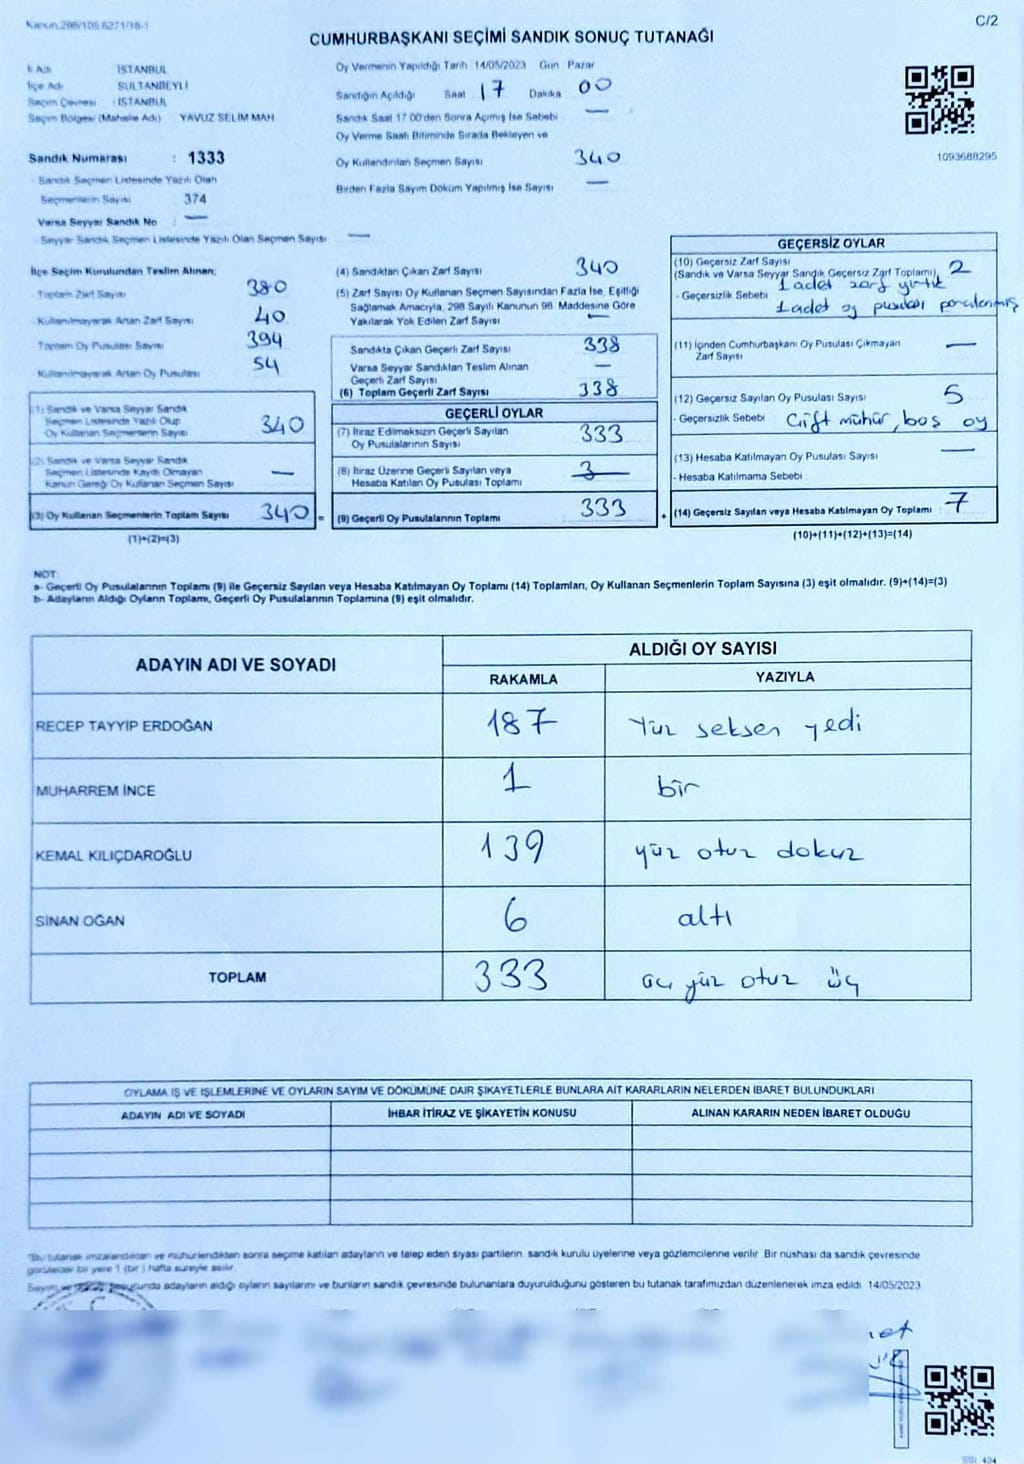 Kanun:298/105,6271/18-1
C/2
CUMHURBAŞKANI SEÇİMİ SANDIK SONUÇ TUTANAĞI
İl Adı : İSTANBUL
İlçe Adı : SULTANBEYLİ
Seçim Çevresi : İSTANBUL
Seçim Bölgesi (Mahalle Adı) YAVUZ SELİM MAH.
Sandık Numarası : 1333
Sandık Seçmen Listesinde Yazılı Olan
Seçmenlerin Sayısı 374
Varsa Seyyar Sandık No : —
Seyyar Sandık Seçmen Listesinde Yazılı Olan Seçmen Sayısı —
Oy Vermenin Yapıldığı Tarih 14/05/2023 Gün Pazar
Sandığın Açıldığı Saat 17 Dakika 00
Sandık Saat 17.00'den Sonra Açmış İse Sebebi —
Oy Verme Saati Bitiminde Sırada Bekleyen ve
Oy Kullandırılan Seçmen Sayısı 340
Birden Fazla Sayım Döküm Yapılmış İse Sayısı —
1093688295
İlçe Seçim Kurulundan Teslim Alınan;
Toplam Zarf Sayısı 380
Kullanılmayarak Artan Zarf Sayısı 40
Toplam Oy Pusulası Sayısı 394
Kullanılmayarak Artan Oy Pusulası 54
(1) Sandık ve Varsa Seyyar Sandık
Seçmen Listesinde Yazılı Olup
Oy Kullanan Seçmenlerin Sayısı 340
(2) Sandık ve Varsa Seyyar Sandık
Seçmen Listesinde Kayıtlı Olmayan
Kanun Gereği Oy Kullanan Seçmen Sayısı —
(3) Oy Kullanan Seçmenlerin Toplam Sayısı 340 =
(1)+(2)=(3)
(4) Sandıktan Çıkan Zarf Sayısı 340
(5) Zarf Sayısı Oy Kullanan Seçmen Sayısından Fazla İse, Eşitliği
Sağlamak Amacıyla, 298 Sayılı Kanunun 98. Maddesine Göre
Yakılarak Yok Edilen Zarf Sayısı —
Sandıkta Çıkan Geçerli Zarf Sayısı 338
Varsa Seyyar Sandıktan Teslim Alınan
Geçerli Zarf Sayısı —
(6) Toplam Geçerli Zarf Sayısı 338
GEÇERLİ OYLAR
(7) İtiraz Edilmeksizin Geçerli Sayılan
Oy Pusulalarının Sayısı 333
(8) İtiraz Üzerine Geçerli Sayılan veya
Hesaba Katılan Oy Pusulası Toplamı
(9) Geçerli Oy Pusulalarının Toplamı 333 +
GEÇERSİZ OYLAR
(10) Geçersiz Zarf Sayısı
(Sandık ve Varsa Seyyar Sandık Geçersiz Zarf Toplamı) 2
- Geçersizlik Sebebi 1 adet zarf yırtık
1 adet oy pusulası parçalanmış
(11) İçinden Cumhurbaşkanı Oy Pusulası Çıkmayan
Zarf Sayısı —
(12) Geçersiz Sayılan Oy Pusulası Sayısı 5
- Geçersizlik Sebebi Çift mühür, boş oy
(13) Hesaba Katılmayan Oy Pusulası Sayısı —
- Hesaba Katılmama Sebebi
(14) Geçersiz Sayılan veya Hesaba Katılmayan Oy Toplamı : 7
(10)+(11)+(12)+(13)=(14)
NOT:
a- Geçerli Oy Pusulalarının Toplamı (9) ile Geçersiz Sayılan veya Hesaba Katılmayan Oy Toplamı (14) Toplamları, Oy Kullanan Seçmenlerin Toplam Sayısına (3) eşit olmalıdır. (9)+(14)=(3)
b- Adayların Aldığı Oyların Toplamı, Geçerli Oy Pusulalarının Toplamına (9) eşit olmalıdır.
ADAYIN ADI VE SOYADI
ALDIĞI OY SAYISI
RAKAMLA YAZIYLA
RECEP TAYYİP ERDOĞAN 187 Yüz seksen yedi
MUHARREM İNCE 1 bir
KEMAL KILIÇDAROĞLU 139 yüz otuz dokuz
SİNAN OĞAN 6 altı
TOPLAM 333 üç yüz otuz üç
OYLAMA İŞ VE İŞLEMLERİNE VE OYLARIN SAYIM VE DÖKÜMÜNE DAİR ŞİKAYETLERLE BUNLARA AİT KARARLARIN NELERDEN İBARET BULUNDUKLARI
ADAYIN ADI VE SOYADI İHBAR İTİRAZ VE ŞİKAYETİN KONUSU ALINAN KARARIN NEDEN İBARET OLDUĞU
"Bu tutanak imzalandıktan ve mühürlendikten sonra seçime katılan adayların ve talep eden siyasi partilerin sandık kurulu üyelerine veya gözlemcilerine verilir. Bir nüshası da sandık çevresinde
görülecek bir yere 1 (bir) hafta süreyle asılır.
Sayım ve sonucunda adayların aldığı oyların sayılarını ve bunların sandık çevresinde bulunanlara duyurulduğunu gösteren bu tutanak tarafımızdan düzenlenerek imza edildi. 14/05/2023